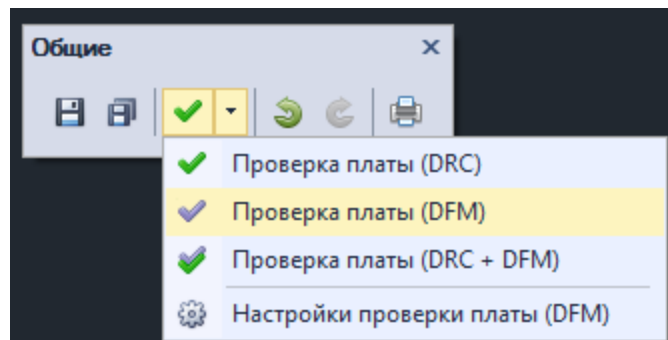 Общие
Проверка платы (DRC)
Проверка платы (DFM)
Проверка платы (DRC + DFM)
Настройки проверки платы (DFM)